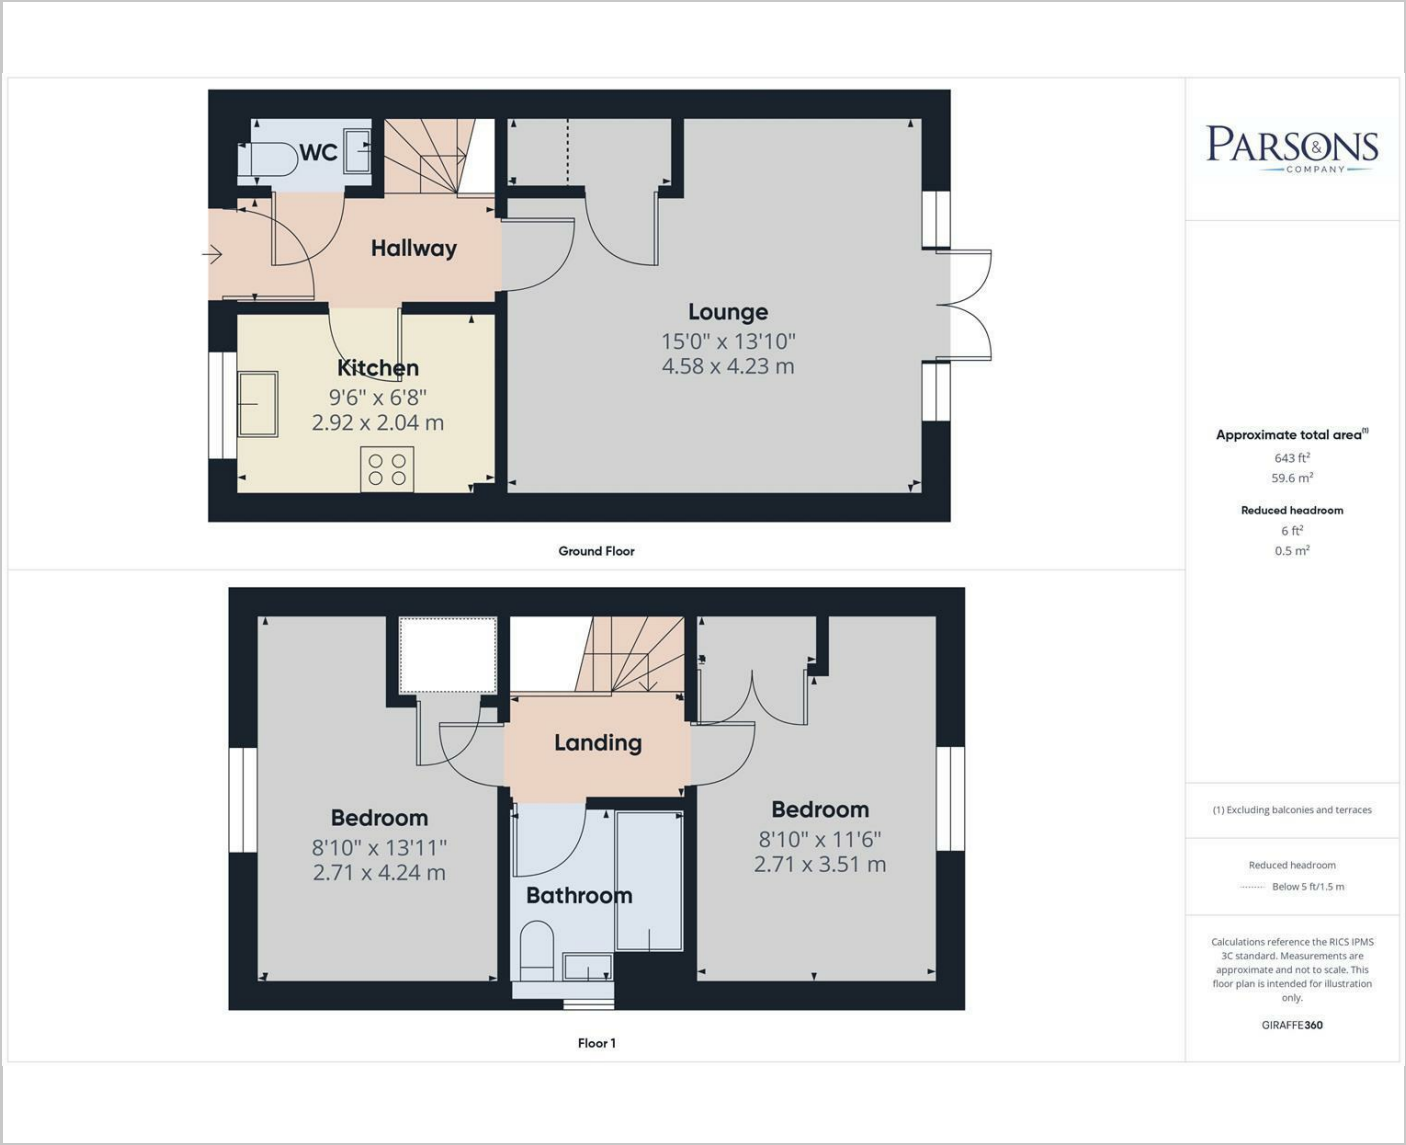 WC
Hallway
Lounge
15'0" x 13'10"
4.58 x 4.23 m
Kitchen
9'6" x 6'8"
2.92 x 2.04 m
Ground Floor
Landing
Bedroom
8'10" x 13'11"
2.71 x 4.24 m
Bedroom
8'10" x 11'6"
2.71 x 3.51 m
Bathroom
Floor 1
PARSONS
&
COMPANY
Approximate total area(1)
643 ft²
59.6 m²
Reduced headroom
6 ft²
0.5 m²
(1) Excluding balconies and terraces
Reduced headroom
Below 5 ft/1.5 m
Calculations reference the RICS IPMS
3C standard. Measurements are
approximate and not to scale. This
floor plan is intended for illustration
only.
GIRAFFE360